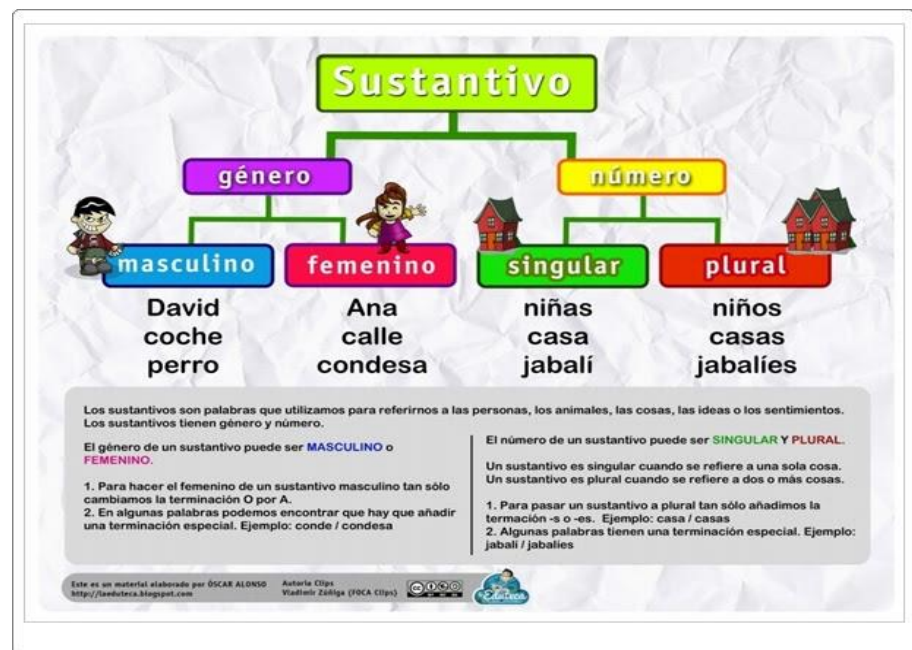 Sustantivo
género
número
masculino
femenino
singular
plural
David
coche
perro
Ana
calle
condesa
niñas
casa
jabalí
niños
casas
jabalíes
Los sustantivos son palabras que utilizamos para referirnos a las personas, los animales, las cosas, las ideas o los sentimientos.
Los sustantivos tienen género y número.
El género de un sustantivo puede ser MASCULINO o
FEMENINO.
1. Para hacer el femenino de un sustantivo masculino tan sólo
cambiamos la terminación O por A.
2. En algunas palabras podemos encontrar que hay que añadir
una terminación especial. Ejemplo: conde / condesa
El número de un sustantivo puede ser SINGULAR Y PLURAL.
Un sustantivo es singular cuando se refiere a una sola cosa.
Un sustantivo es plural cuando se refiere a dos o más cosas.
1. Para pasar un sustantivo a plural tan sólo añadimos la
termación -s o -es. Ejemplo: casa / casas
2. Algunas palabras tienen una terminación especial. Ejemplo:
jabalí / jabalíes
Este es un material elaborado por ÓSCAR ALONSO
http://laeduteca.blogspot.com
Autoría Clips
Vladimir Zúñiga (FOCA Clips)
la Eduteca